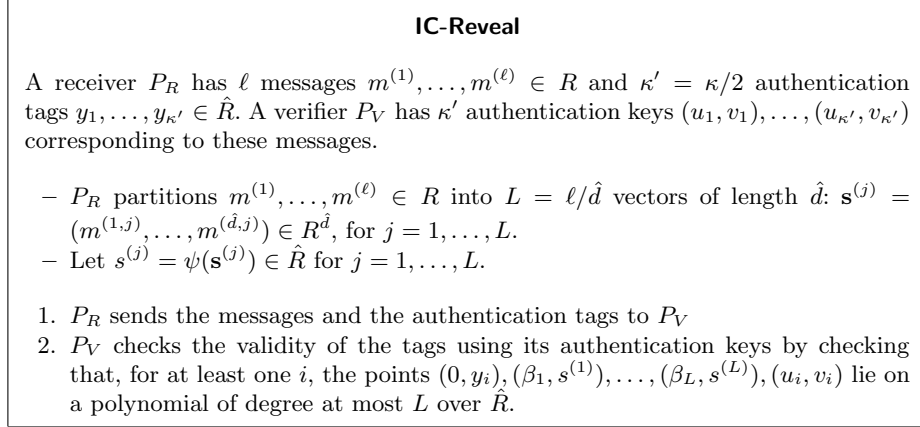 IC-Reveal
A receiver P_R has ℓ messages m^{(1)}, …, m^{(ℓ)} ∈ R and κ′ = κ/2 authentication
tags y_1, …, y_{κ′} ∈ R̂. A verifier P_V has κ′ authentication keys (u_1, v_1), …, (u_{κ′}, v_{κ′})
corresponding to these messages.
– P_R partitions m^{(1)}, …, m^{(ℓ)} ∈ R into L = ℓ/d̂ vectors of length d̂: s^{(j)} =
(m^{(1,j)}, …, m^{(d̂,j)}) ∈ R^{d̂}, for j = 1, …, L.
– Let s^{(j)} = ψ(s^{(j)}) ∈ R̂ for j = 1, …, L.
1. P_R sends the messages and the authentication tags to P_V
2. P_V checks the validity of the tags using its authentication keys by checking
that, for at least one i, the points (0, y_i), (β_1, s^{(1)}), …, (β_L, s^{(L)}), (u_i, v_i) lie on
a polynomial of degree at most L over R̂.